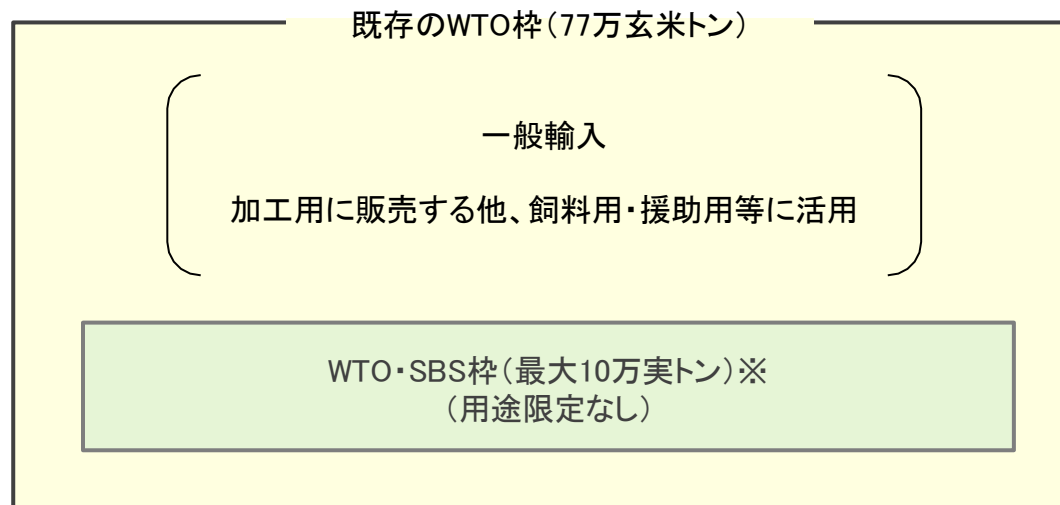 既存のWTO枠（77万玄米トン）
一般輸入
加工用に販売する他、飼料用・援助用等に活用
WTO・SBS枠（最大10万実トン）※
（用途限定なし）